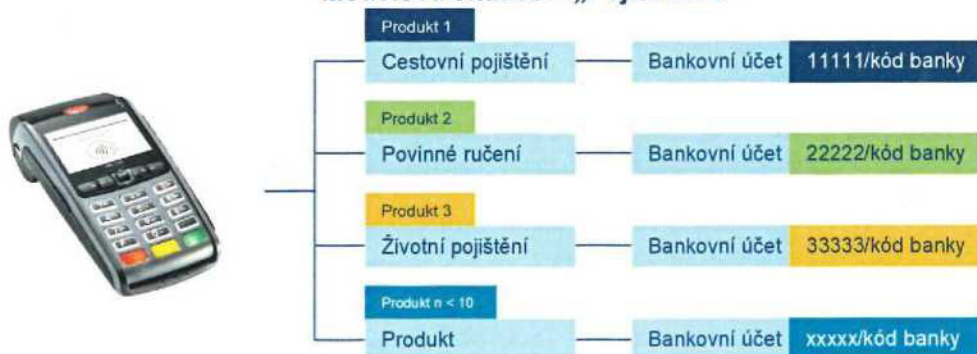 Produkt 1
Cestovní pojištění Bankovní účet 11111/kód banky
Produkt 2
Povinné ručení Bankovní účet 22222/kód banky
Produkt 3
Životní pojištění Bankovní účet 33333/kód banky
Produkt n < 10
Produkt Bankovní účet xxxxx/kód banky